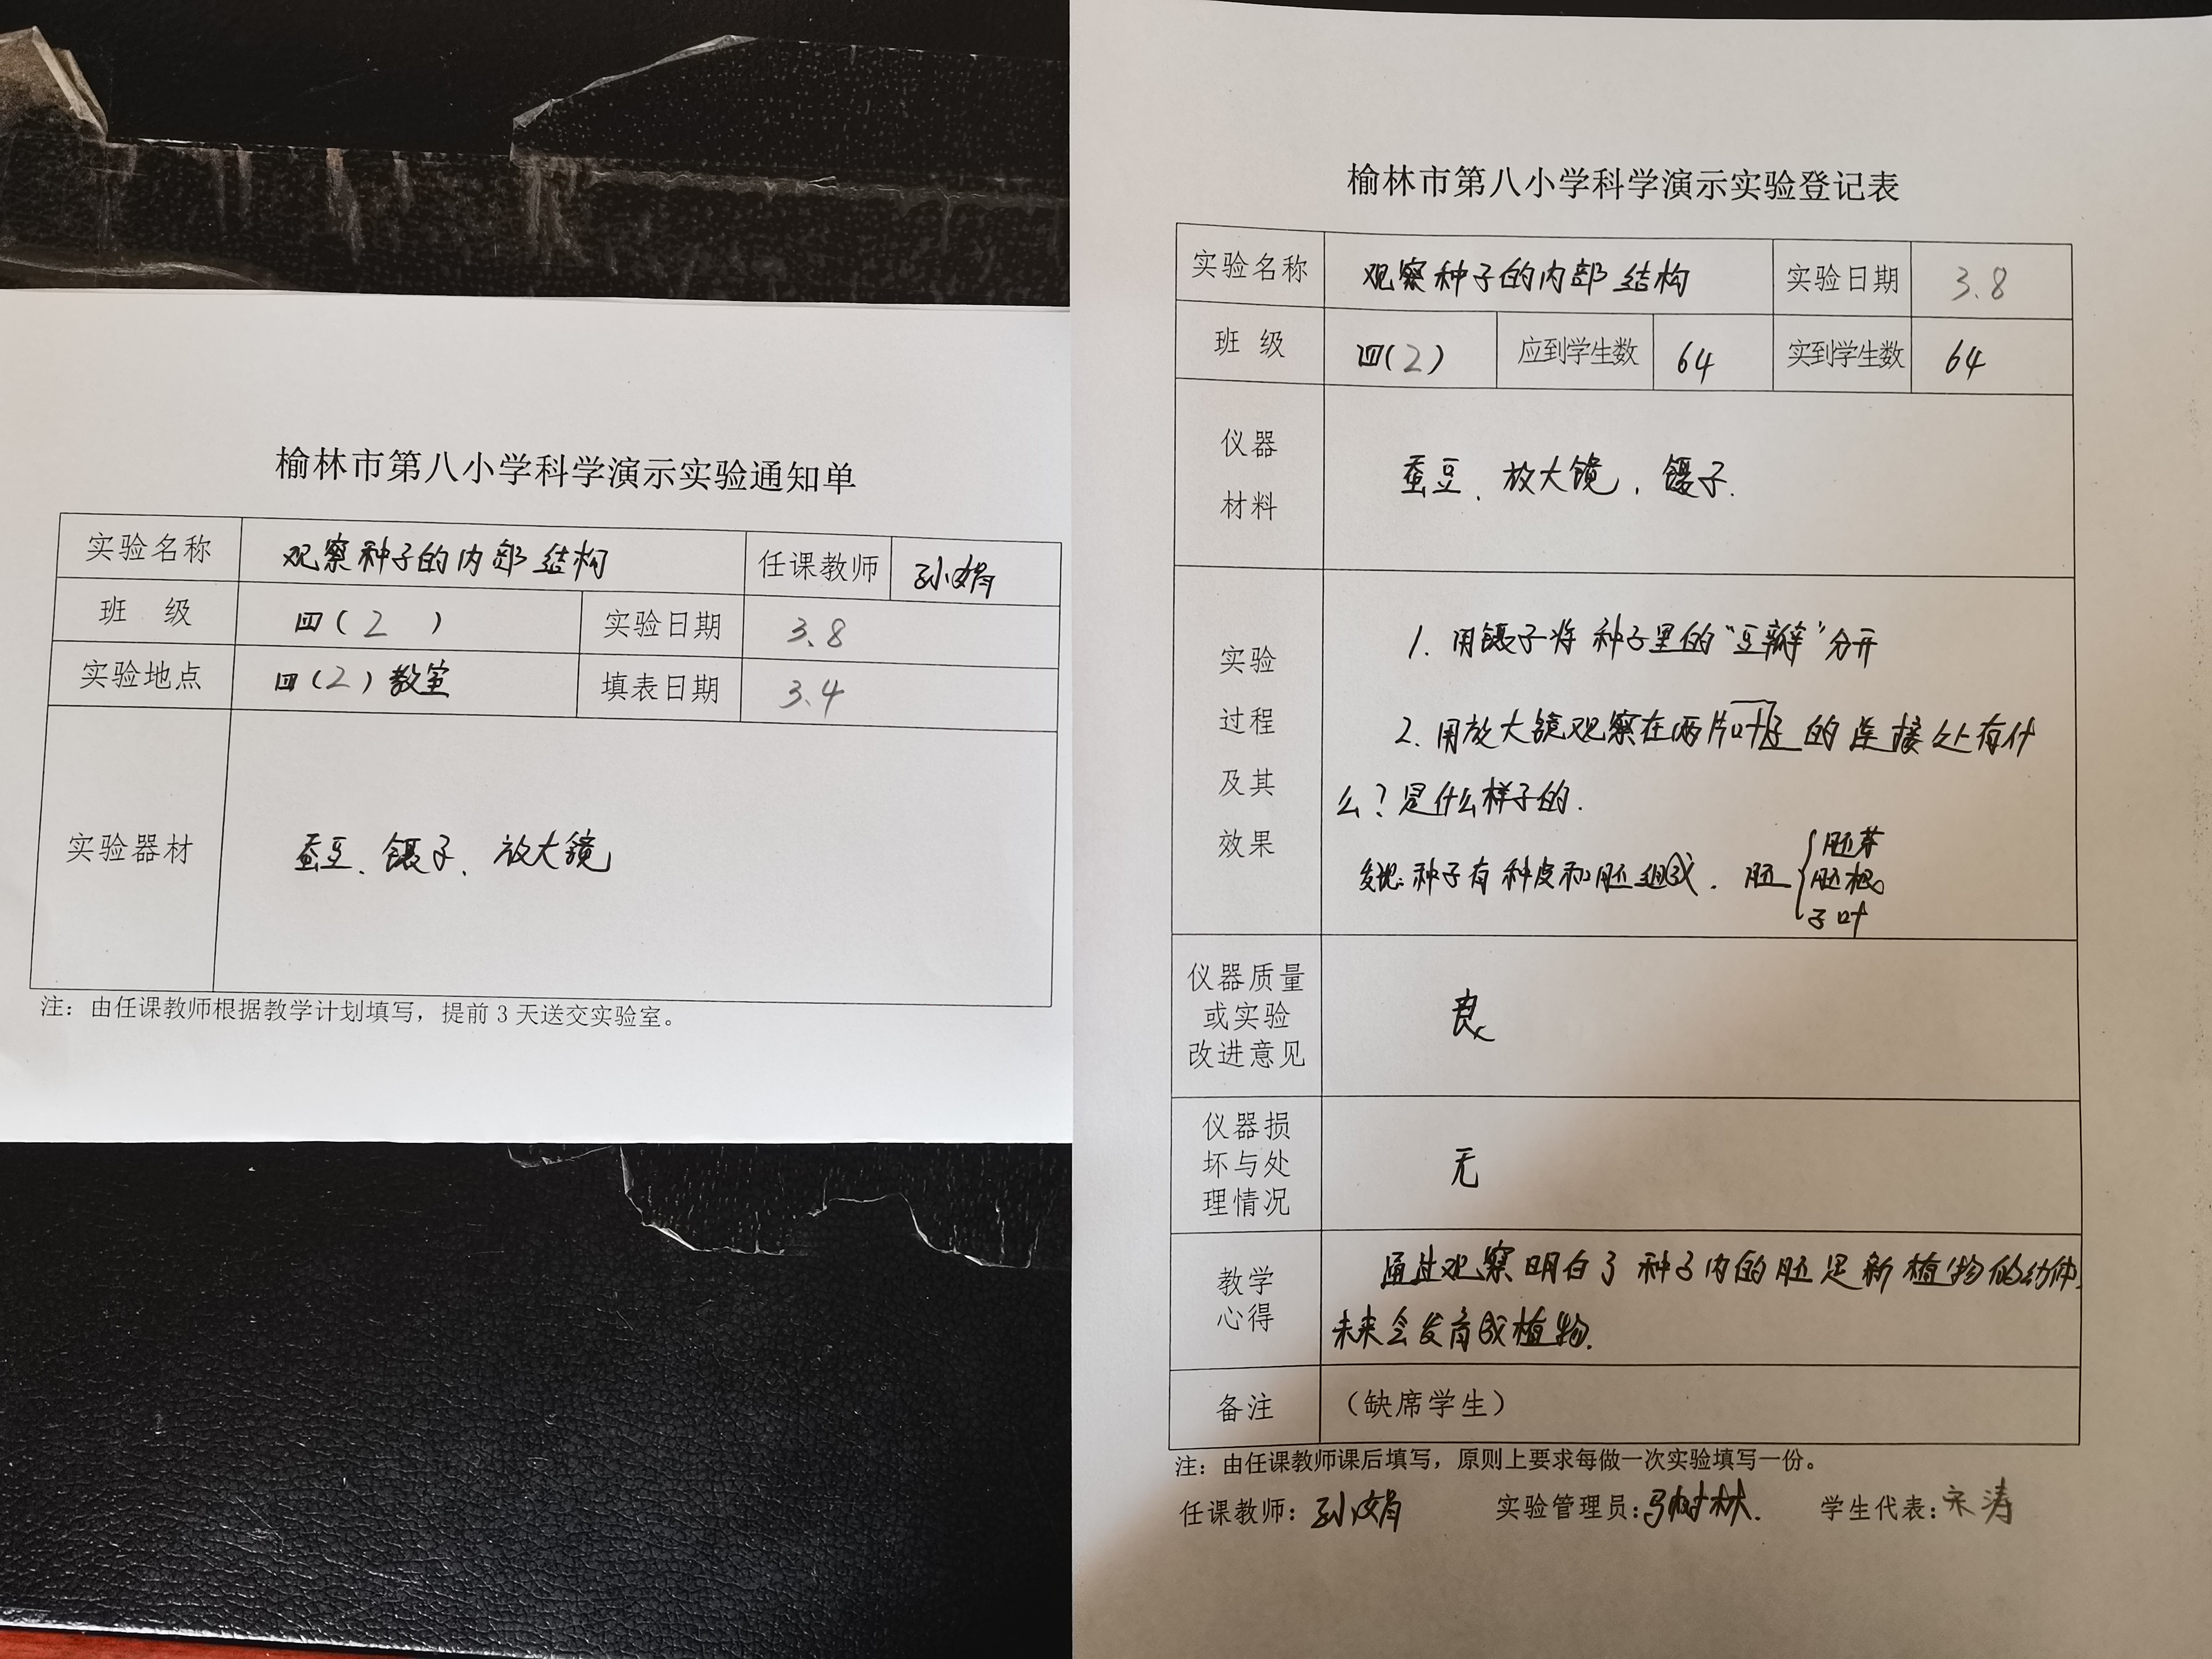 榆林市第八小学科学演示实验通知单
实验名称 观察种子的内部结构 任课教师 孙娟
班 级 四(2) 实验日期 3.8
实验地点 四(2)教室 填表日期 3.4
实验器材 蚕豆、镊子、放大镜
注：由任课教师根据教学计划填写，提前3天送交实验室。
榆林市第八小学科学演示实验登记表
实验名称 观察种子的内部结构 实验日期 3.8
班 级 四(2) 应到学生数 64 实到学生数 64
仪器
材料
蚕豆、放大镜、镊子.
实验
过程
及其
效果
1. 用镊子将种子里的“豆瓣”分开
2. 用放大镜观察在两片叶子的连接处有什
么?是什么样子的.
发现:种子有种皮和胚组成. 胚{胚芽
胚根
子叶
仪器质量
或实验
改进意见
良
仪器损
坏与处
理情况
无
教学
心得
通过观察明白了种子内的胚是新植物的幼体,
未来会发育成植物.
备注 （缺席学生）
注：由任课教师课后填写，原则上要求每做一次实验填写一份。
任课教师：孙娟 实验管理员：马树林. 学生代表：宋涛